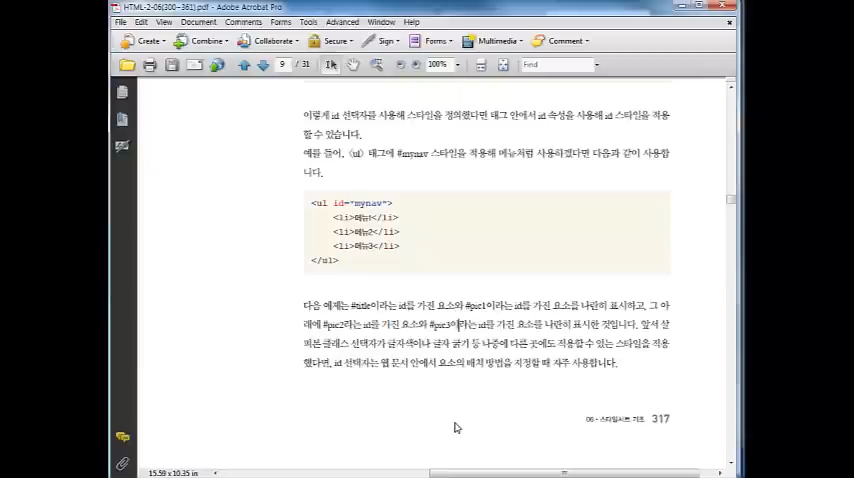 HTML-2-06(300~361).pdf - Adobe Acrobat Pro
File Edit View Document Comments Forms Tools Advanced Window Help
Create Combine Collaborate Secure Sign Forms Multimedia Comment
9 / 31 100% Find
이렇게 id 선택자를 사용해 스타일을 정의했다면 태그 안에서 id 속성을 사용해 id 스타일을 적용
할 수 있습니다.
예를 들어, <ul> 태그에 #mynav 스타일을 적용해 메뉴처럼 사용하겠다면 다음과 같이 사용합
니다.
<ul id="mynav">
<li>메뉴1</li>
<li>메뉴2</li>
<li>메뉴3</li>
</ul>
다음 예제는 #title이라는 id를 가진 요소와 #pic1이라는 id를 가진 요소를 나란히 표시하고, 그 아
래에 #pic2라는 id를 가진 요소와 #pic3이라는 id를 가진 요소를 나란히 표시한 것입니다. 앞서 살
펴본 클래스 선택자가 글자색이나 글자 굵기 등 나중에 다른 곳에도 적용할 수 있는 스타일을 적용
했다면, id 선택자는 웹 문서 안에서 요소의 배치 방법을 지정할 때 자주 사용합니다.
06 - 스타일시트 기초 317
15.59 x 10.35 in